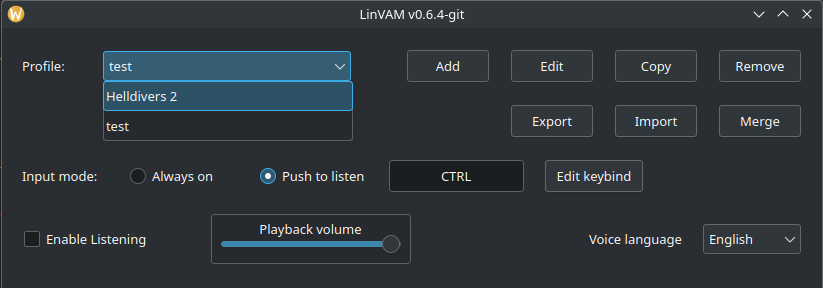 LinVAM v0.6.4-git
Profile: test Add Edit Copy Remove
Helldivers 2
test
Export Import Merge
Input mode: Always on Push to listen CTRL Edit keybind
Enable Listening Playback volume Voice language English